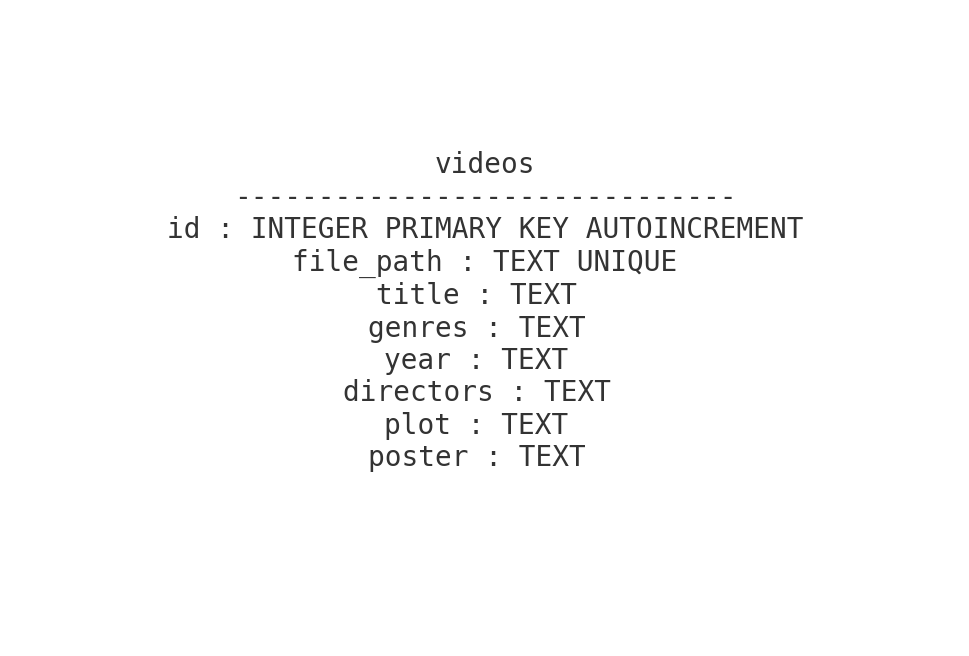 videos
------------------------------
id : INTEGER PRIMARY KEY AUTOINCREMENT
file_path : TEXT UNIQUE
title : TEXT
genres : TEXT
year : TEXT
directors : TEXT
plot : TEXT
poster : TEXT